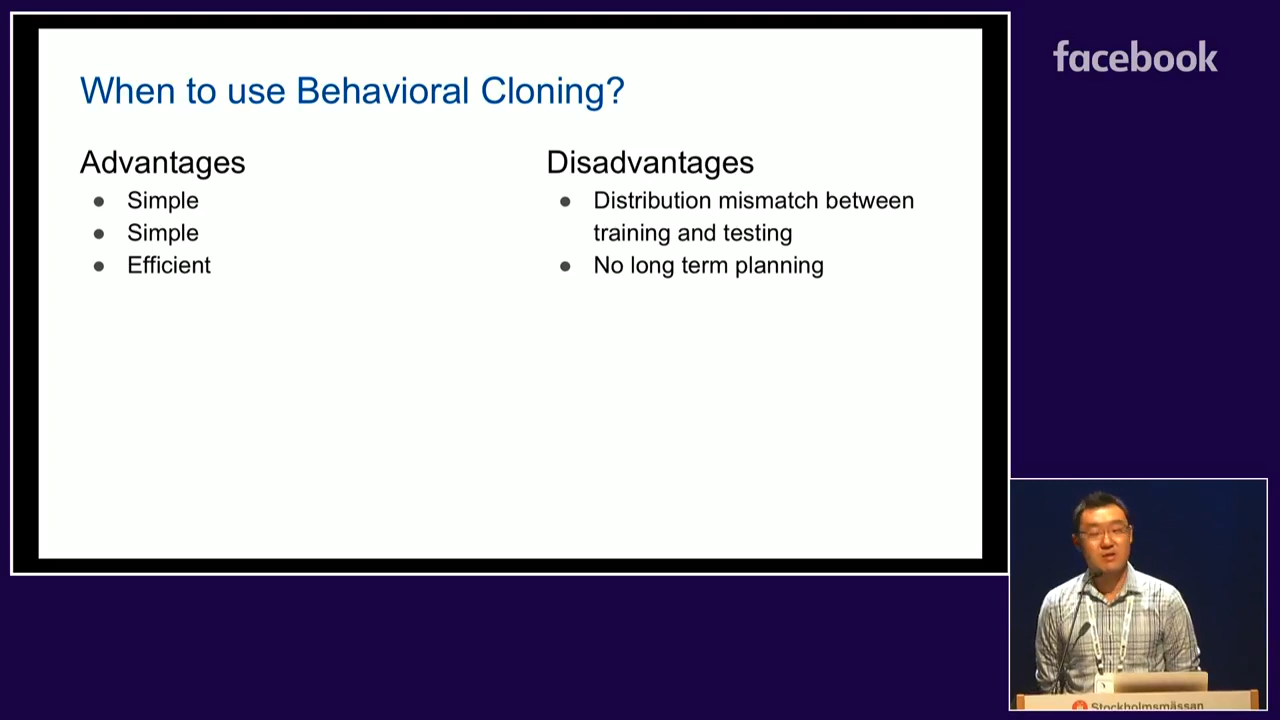 When to use Behavioral Cloning?
Advantages
● Simple
● Simple
● Efficient
Disadvantages
● Distribution mismatch between
training and testing
● No long term planning
facebook
Stockholmsmässan